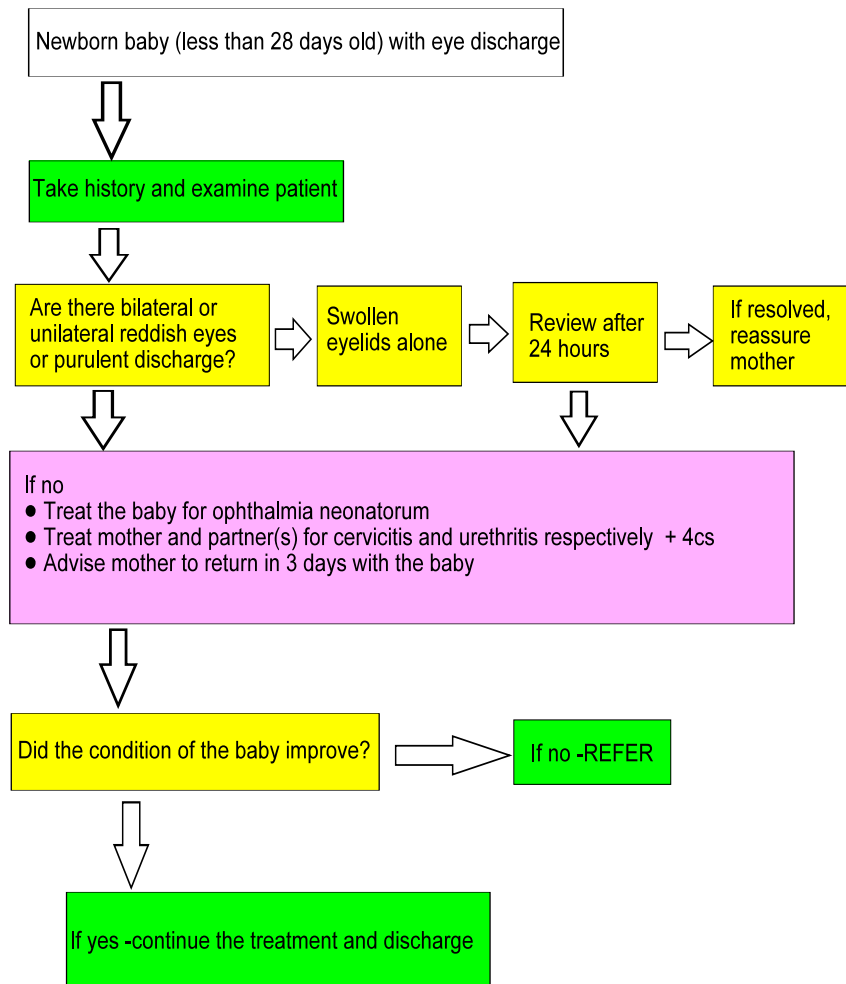 Newborn baby (less than 28 days old) with eye discharge
Take history and examine patient
Are there bilateral or
unilateral reddish eyes
or purulent discharge?
Swollen
eyelids alone
Review after
24 hours
If resolved,
reassure
mother
If no
● Treat the baby for ophthalmia neonatorum
● Treat mother and partner(s) for cervicitis and urethritis respectively + 4cs
● Advise mother to return in 3 days with the baby
Did the condition of the baby improve?
If no -REFER
If yes -continue the treatment and discharge